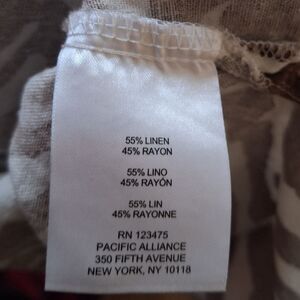 55% LINEN
45% RAYON
55% LINO
45% RAYÓN
55% LIN
45% RAYONNE
RN 123475
PACIFIC ALLIANCE
350 FIFTH AVENUE
NEW YORK, NY 10118